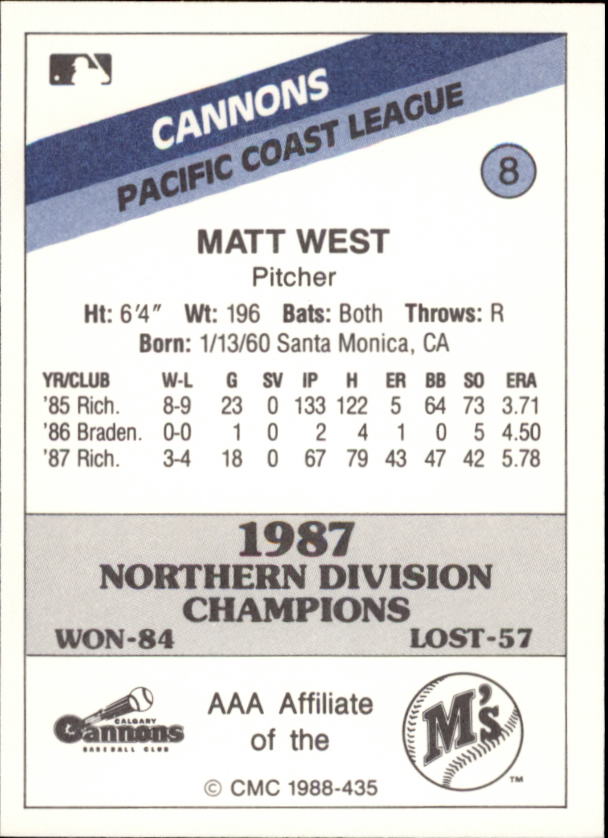 CANNONS
PACIFIC COAST LEAGUE
8
MATT WEST
Pitcher
Ht: 6'4" Wt: 196 Bats: Both Throws: R
Born: 1/13/60 Santa Monica, CA
YR/CLUB W-L G SV IP H ER BB SO ERA
'85 Rich. 8-9 23 0 133 122 5 64 73 3.71
'86 Braden. 0-0 1 0 2 4 1 0 5 4.50
'87 Rich. 3-4 18 0 67 79 43 47 42 5.78
1987
NORTHERN DIVISION
CHAMPIONS
WON-84 LOST-57
CALGARY
Cannons
BASEBALL CLUB
AAA Affiliate
of the
M's
TM
© CMC 1988-435